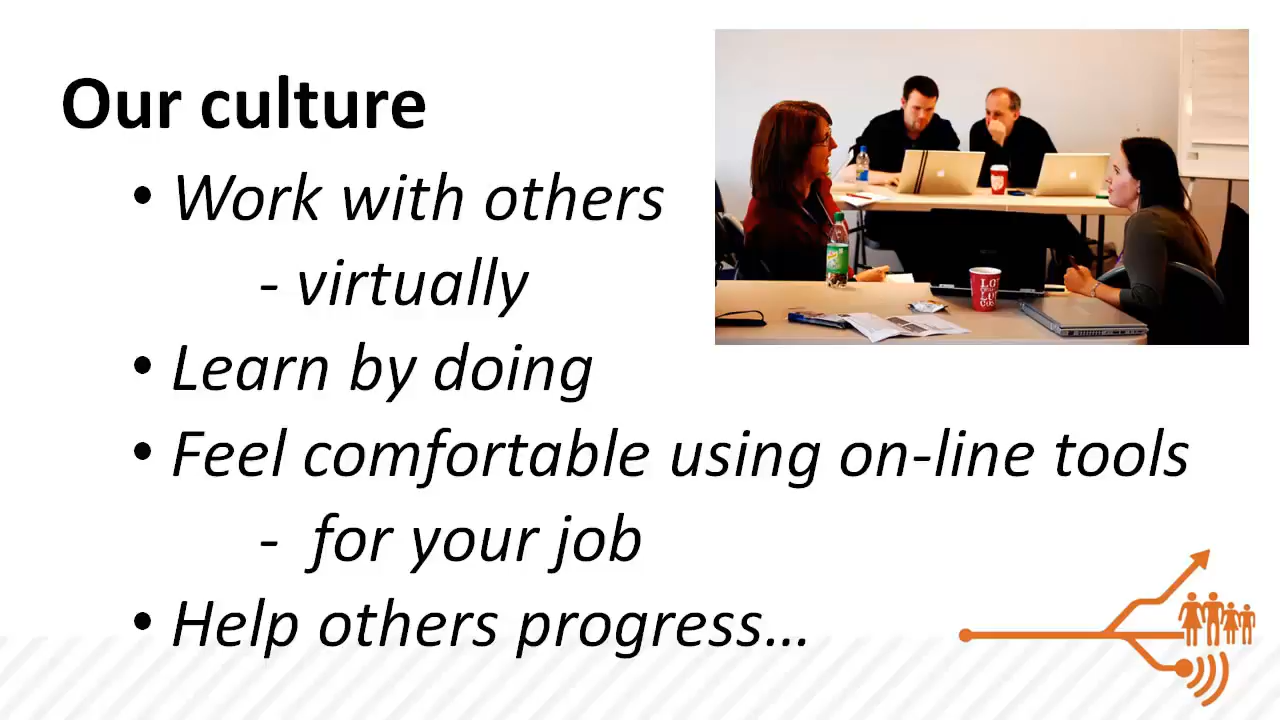 Our culture
• Work with others
- virtually
• Learn by doing
• Feel comfortable using on-line tools
- for your job
• Help others progress...